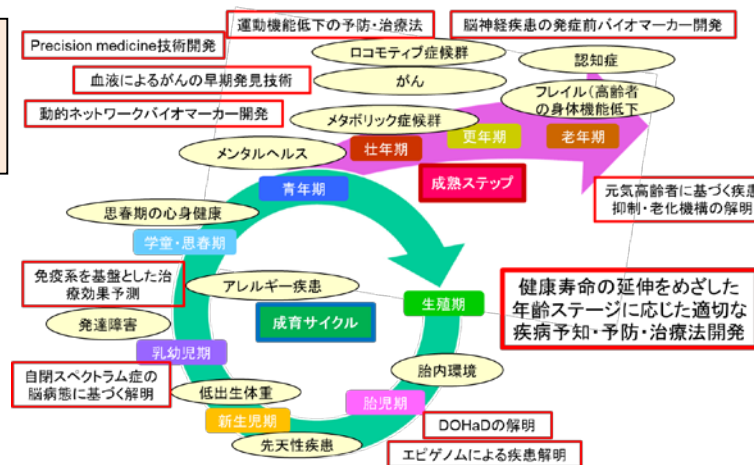 運動機能低下の予防・治療法
脳神経疾患の発症前バイオマーカー開発
Precision medicine技術開発
ロコモティブ症候群
認知症
血液によるがんの早期発見技術
がん
フレイル（高齢者
の身体機能低下
動的ネットワークバイオマーカー開発
メタボリック症候群
更年期
老年期
壮年期
メンタルヘルス
成熟ステップ
青年期
元気高齢者に基づく疾患
抑制・老化機構の解明
思春期の心身健康
学童・思春期
免疫系を基盤とした治
療効果予測
アレルギー疾患
生殖期
健康寿命の延伸をめざした
年齢ステージに応じた適切な
疾病予知・予防・治療法開発
発達障害
成育サイクル
乳幼児期
胎内環境
自閉スペクトラム症の
脳病態に基づく解明
低出生体重
胎児期
新生児期
DOHaDの解明
先天性疾患
エピゲノムによる疾患解明